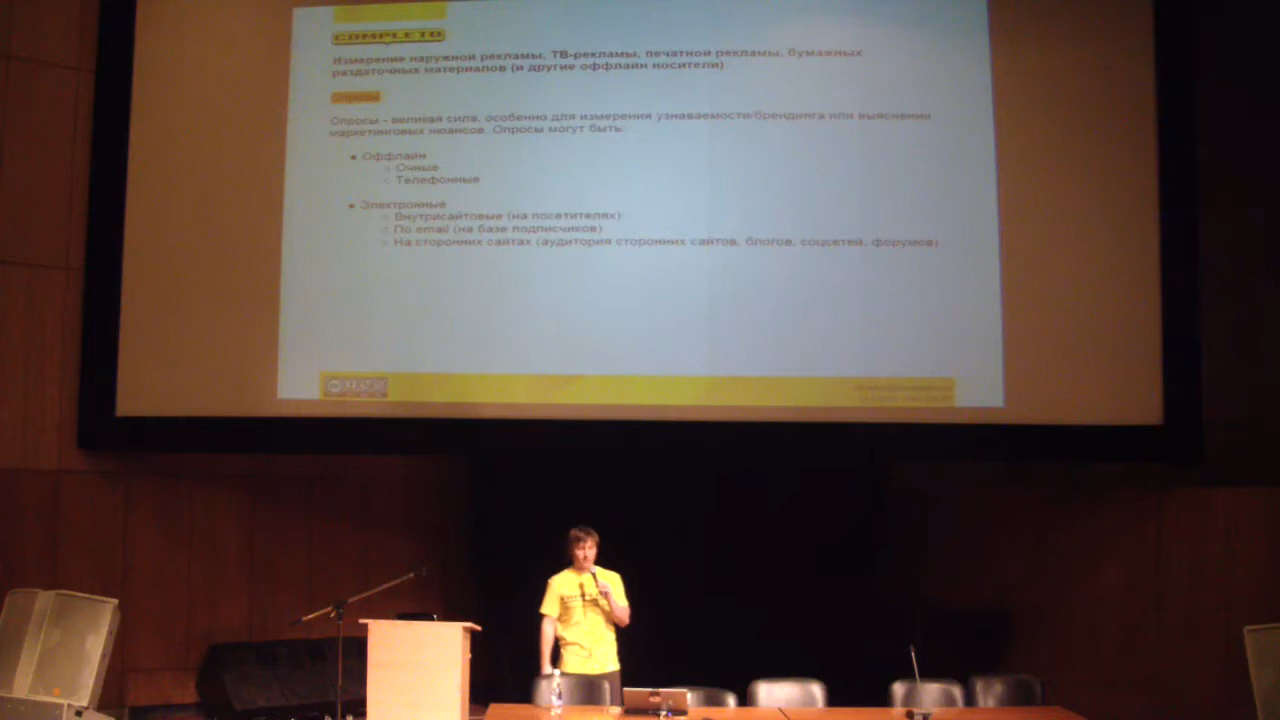 COMPLETO
Измерение наружной рекламы, ТВ-рекламы, печатной рекламы, бумажных
раздаточных материалов (и другие оффлайн носители)
Опросы
Опросы - великая сила, особенно для измерения узнаваемости/брендинга или выяснения
маркетинговых нюансов. Опросы могут быть:
Оффлайн
Очные
Телефонные
Электронные
Внутрисайтовые (на посетителях)
По email (на базе подписчиков)
На сторонних сайтах (аудитория сторонних сайтов, блогов, соцсетей, форумов)